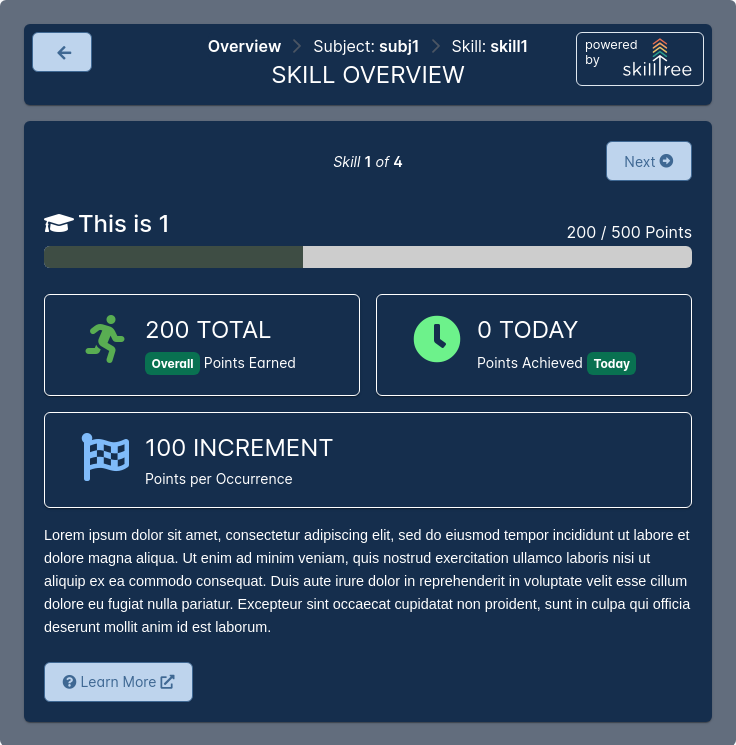 Overview Subject: subj1 Skill: skill1
SKILL OVERVIEW
powered
by
skilltree
Skill 1 of 4
Next
This is 1
200 / 500 Points
200 TOTAL
Overall Points Earned
0 TODAY
Points Achieved Today
100 INCREMENT
Points per Occurrence
Lorem ipsum dolor sit amet, consectetur adipiscing elit, sed do eiusmod tempor incididunt ut labore et
dolore magna aliqua. Ut enim ad minim veniam, quis nostrud exercitation ullamco laboris nisi ut
aliquip ex ea commodo consequat. Duis aute irure dolor in reprehenderit in voluptate velit esse cillum
dolore eu fugiat nulla pariatur. Excepteur sint occaecat cupidatat non proident, sunt in culpa qui officia
deserunt mollit anim id est laborum.
Learn More